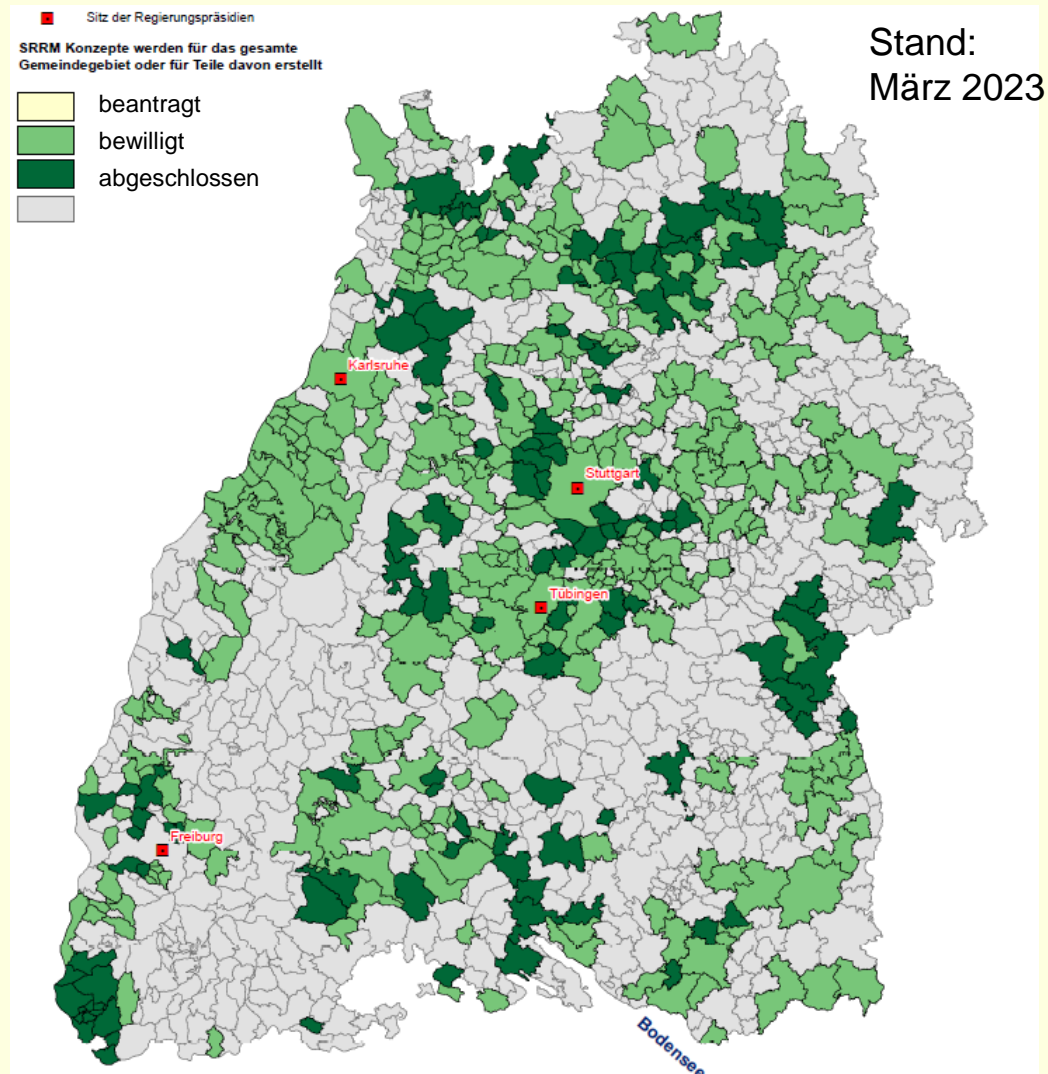 Sitz der Regierungspräsidien
SRRM Konzepte werden für das gesamte
Gemeindegebiet oder für Teile davon erstellt
beantragt
bewilligt
abgeschlossen
Stand:
März 2023
Karlsruhe
Stuttgart
Tübingen
Freiburg
Bodensee